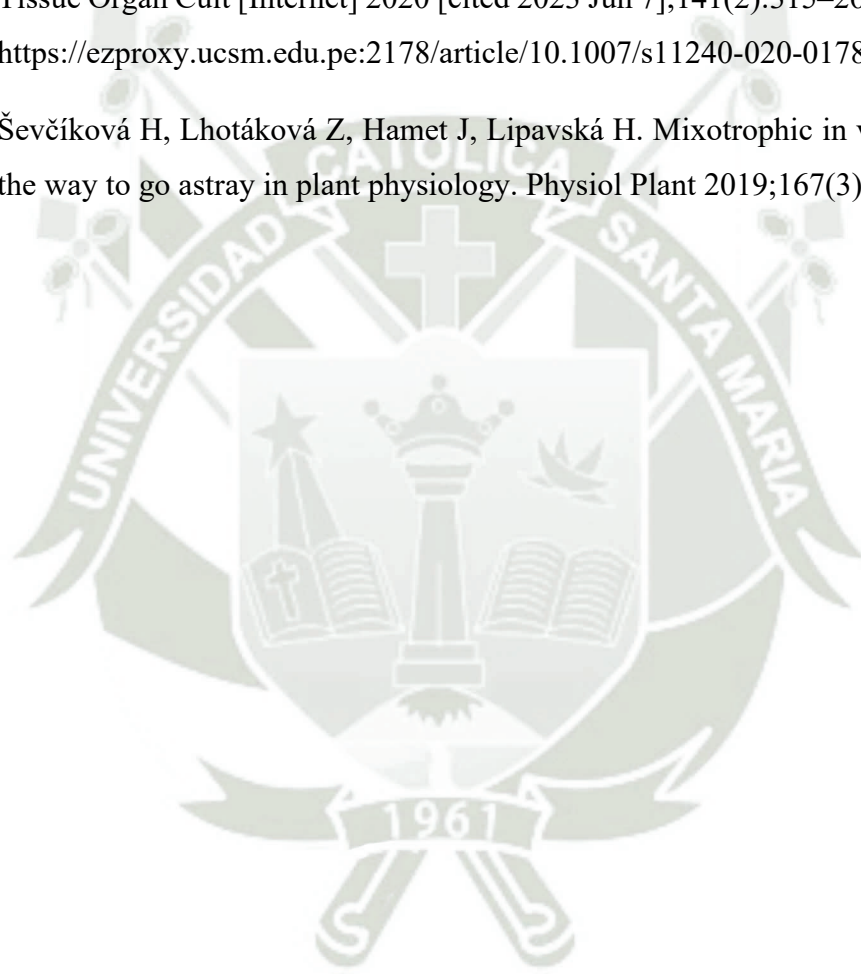 Tissue Organ Cult [Internet] 2020 [cited 2023 Jun 7];141(2):
https://ezproxy.ucsm.edu.pe:2178/article/10.1007/s11240-020-0178
Ševčíková H, Lhotáková Z, Hamet J, Lipavská H. Mixotrophic in
the way to go astray in plant physiology. Physiol Plant 2019;167(3)
CATOLICA
UNIVERSIDAD
SANTA MARIA
1961